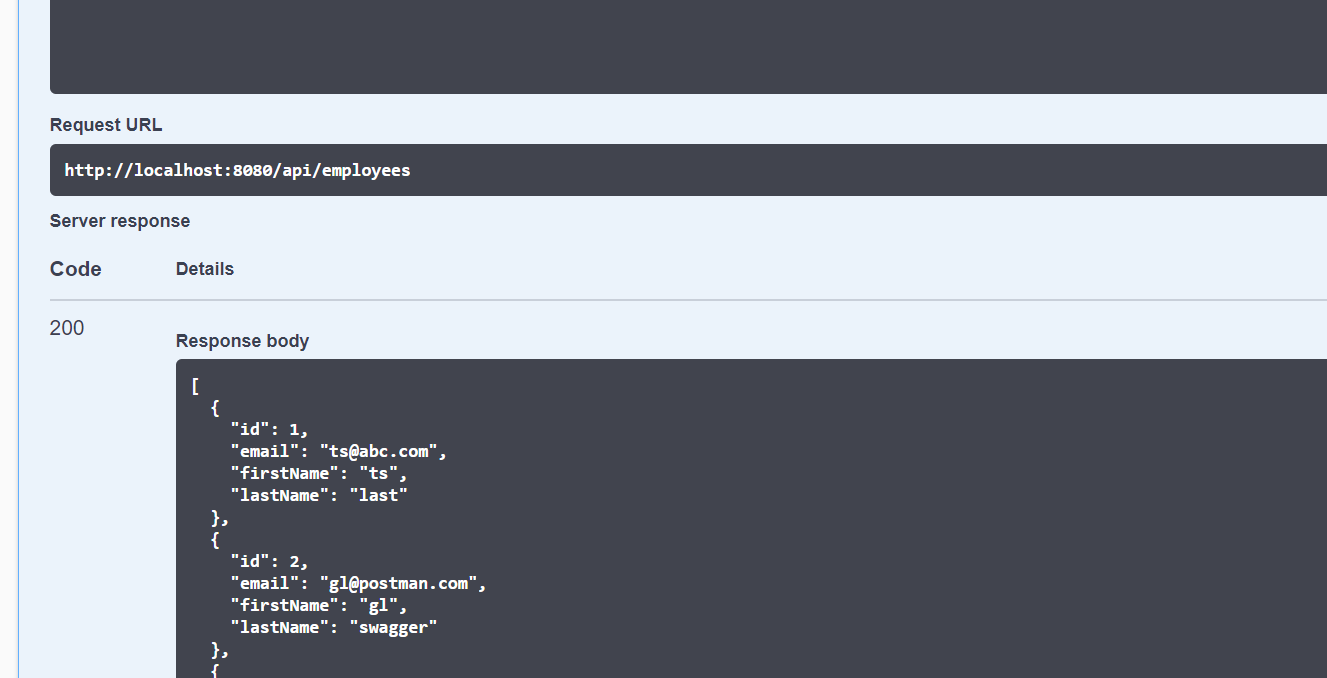 Request URL
http://localhost:8080/api/employees
Server response
Code Details
200
Response body
[
{
"id": 1,
"email": "ts@abc.com",
"firstName": "ts",
"lastName": "last"
},
{
"id": 2,
"email": "gl@postman.com",
"firstName": "gl",
"lastName": "swagger"
},
{